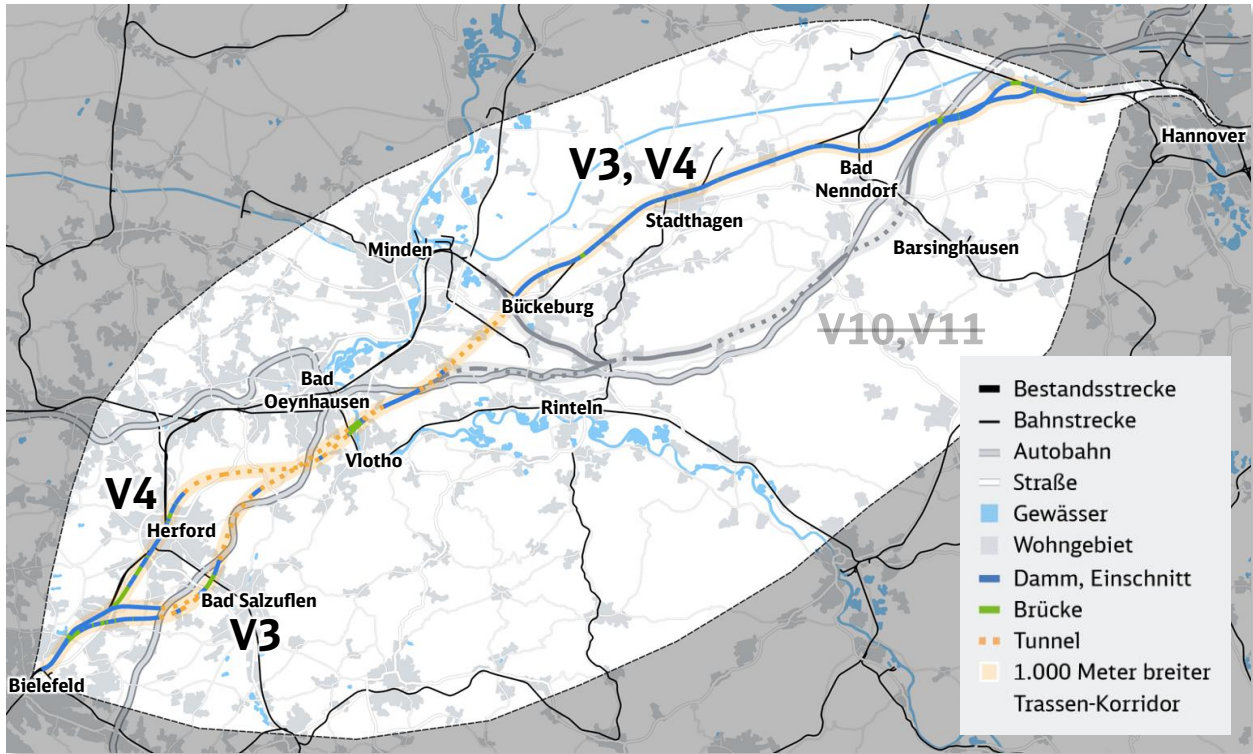 Hannover
V3, V4
Bad
Nenndorf
Stadthagen
Minden
Barsinghausen
Bückeburg
V10,V11
Bad
Oeynhausen
Rinteln
Vlotho
V4
Herford
Bad Salzuflen
V3
Bielefeld
Bestandsstrecke
Bahnstrecke
Autobahn
Straße
Gewässer
Wohngebiet
Damm, Einschnitt
Brücke
Tunnel
1.000 Meter breiter
Trassen-Korridor